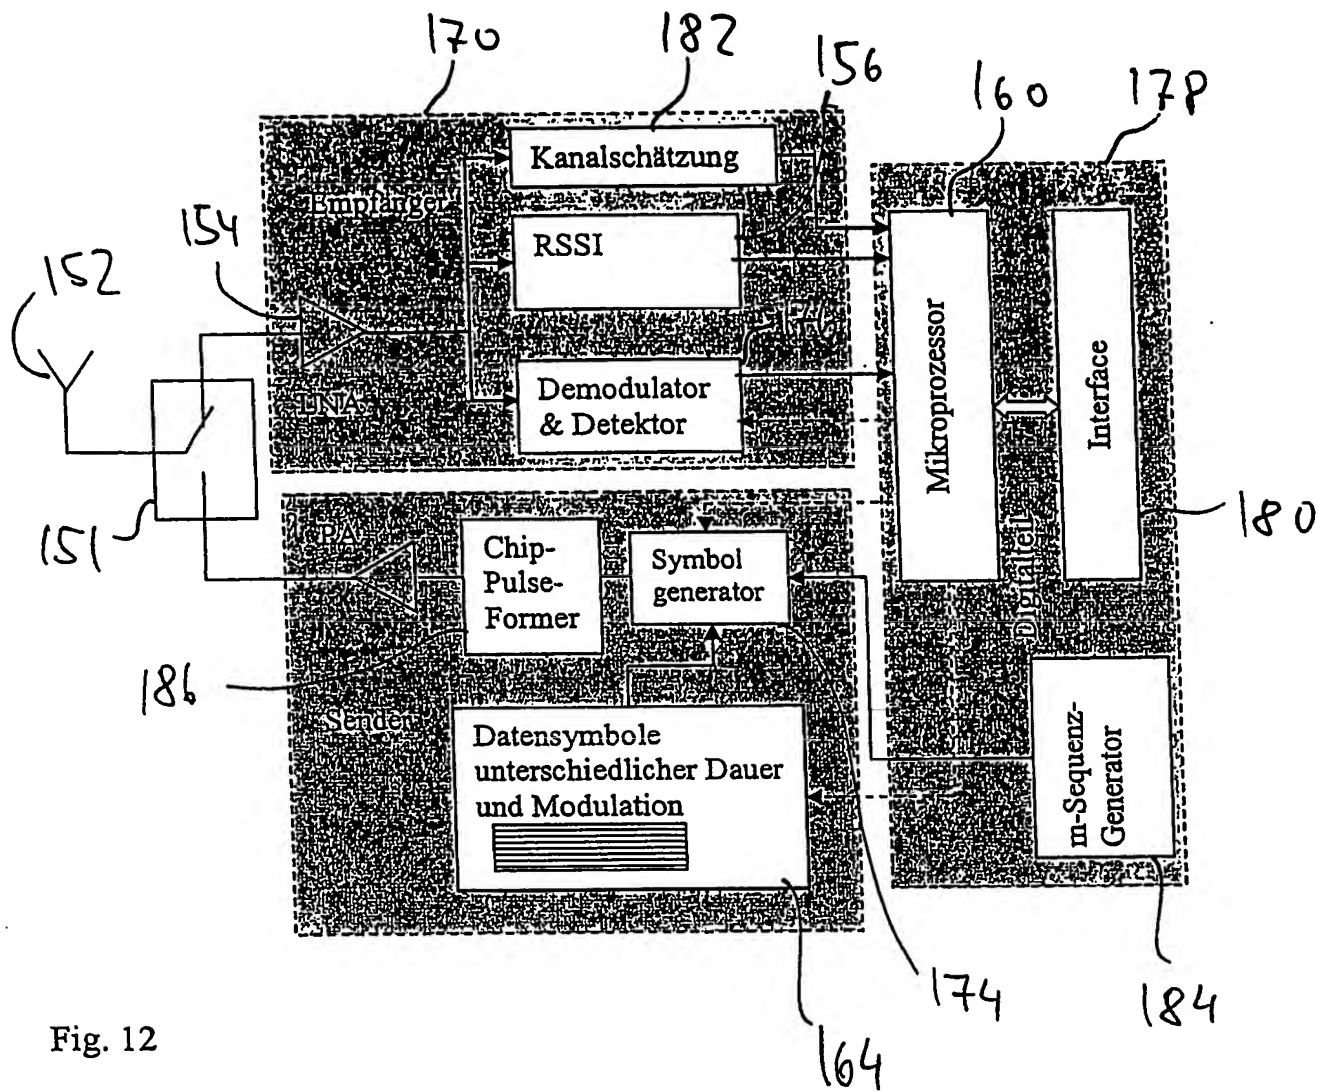 170
182
156
160
178
Kanalschätzung
Empfänger
154
RSSI
152
Mikroprozessor
Interface
LNA
Demodulator
& Detektor
151
180
PA
Chip-
Pulse-
Former
Symbol
generator
Digitalteil
186
Sender
Datensymbole
unterschiedlicher Dauer
und Modulation
m-Sequenz-
Generator
174
184
164
Fig. 12